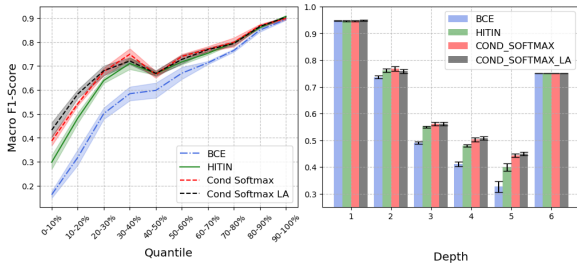 Macro F1-Score
0.9
0.8
0.7
0.6
0.5
0.4
0.3
0.2
BCE
HITIN
Cond Softmax
Cond Softmax LA
0-10%
10-20%
20-30%
30-40%
40-50%
50-60%
60-70%
70-80%
80-90%
90-100%
Quantile
1.0
0.9
0.8
0.7
0.6
0.5
0.4
0.3
BCE
HITIN
COND_SOFTMAX
COND_SOFTMAX_LA
1 2 3 4 5 6
Depth